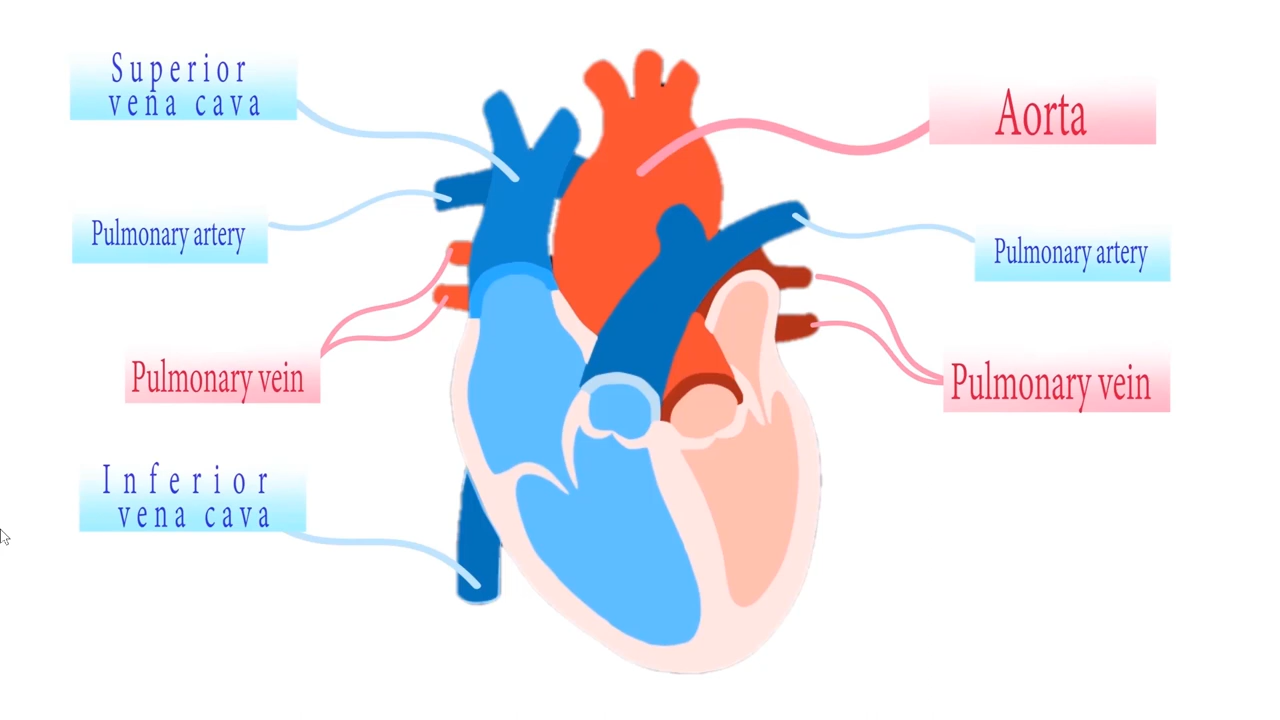 Superior
vena cava
Aorta
Pulmonary artery
Pulmonary artery
Pulmonary vein
Pulmonary vein
Inferior
vena cava